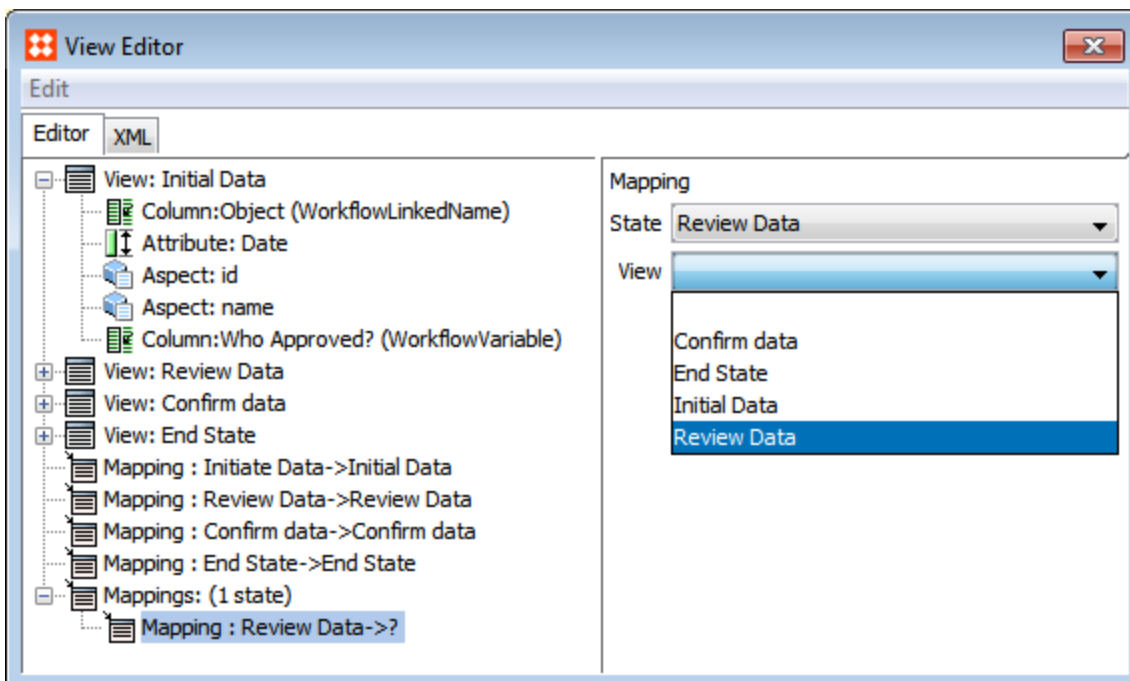 View Editor
Edit
Editor
XML
View: Initial Data
Column:Object (WorkflowLinkedName)
Attribute: Date
Aspect: id
Aspect: name
Column:Who Approved? (WorkflowVariable)
View: Review Data
View: Confirm data
View: End State
Mapping : Initiate Data->Initial Data
Mapping : Review Data->Review Data
Mapping : Confirm data->Confirm data
Mapping : End State->End State
Mappings: (1 state)
Mapping : Review Data->?
Mapping
State Review Data
View
Confirm data
End State
Initial Data
Review Data